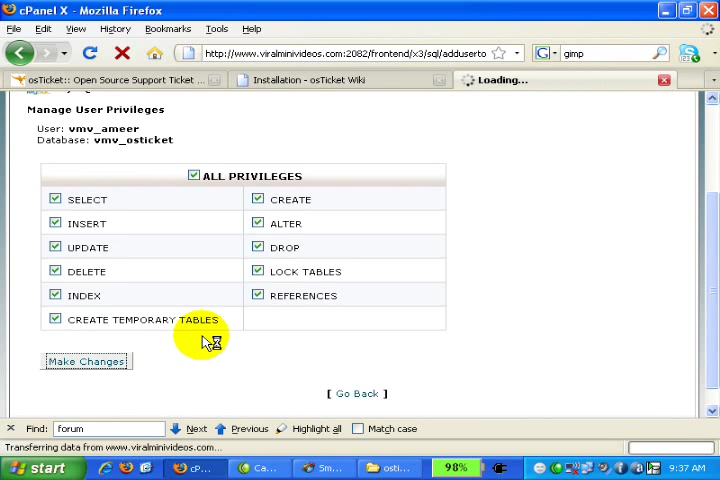 cPanel X - Mozilla Firefox
File Edit View History Bookmarks Tools Help
http://www.viralminivideos.com:2082/frontend/x3/sql/adduserto
G gimp
osTicket:: Open Source Support Ticket ...
Installation - osTicket Wiki
Loading...
Manage User Privileges
User: vmv_ameer
Database: vmv_osticket
ALL PRIVILEGES
SELECT CREATE
INSERT ALTER
UPDATE DROP
DELETE LOCK TABLES
INDEX REFERENCES
CREATE TEMPORARY TABLES
Make Changes
[ Go Back ]
Find: forum Next Previous Highlight all Match case
Transferring data from www.viralminivideos.com...
start cP... Ca... Sm... osti... 98% 9:37 AM